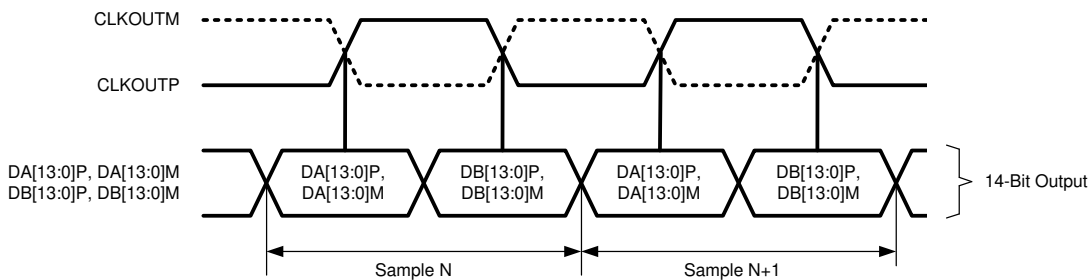 CLKOUTM
CLKOUTP
DA[13:0]P, DA[13:0]M
DB[13:0]P, DB[13:0]M
DA[13:0]P,
DA[13:0]M
DB[13:0]P,
DB[13:0]M
DA[13:0]P,
DA[13:0]M
DB[13:0]P,
DB[13:0]M
14-Bit Output
Sample N
Sample N+1